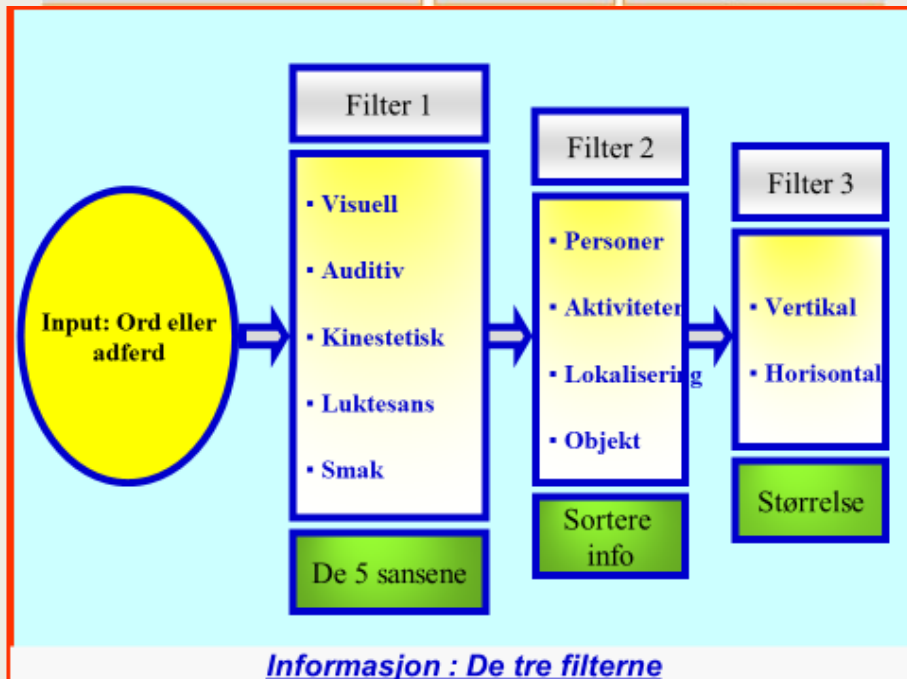 Filter 1
▪ Visuell
▪ Auditiv
▪ Kinestetisk
▪ Luktesans
▪ Smak
De 5 sansene
Filter 2
▪ Personer
▪ Aktiviteter
▪ Lokalisering
▪ Objekt
Sortere
info
Filter 3
▪ Vertikal
▪ Horisontal
Størrelse
Input: Ord eller
adferd
Informasjon : De tre filterne